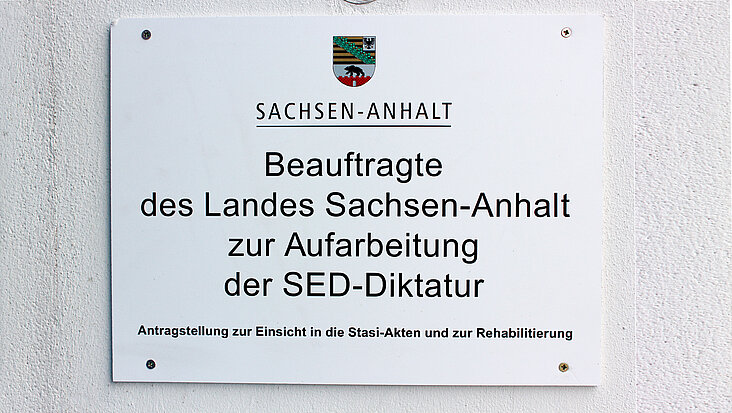 SACHSEN-ANHALT
Beauftragte
des Landes Sachsen-Anhalt
zur Aufarbeitung
der SED-Diktatur
Antragstellung zur Einsicht in die Stasi-Akten und zur Rehabilitierung